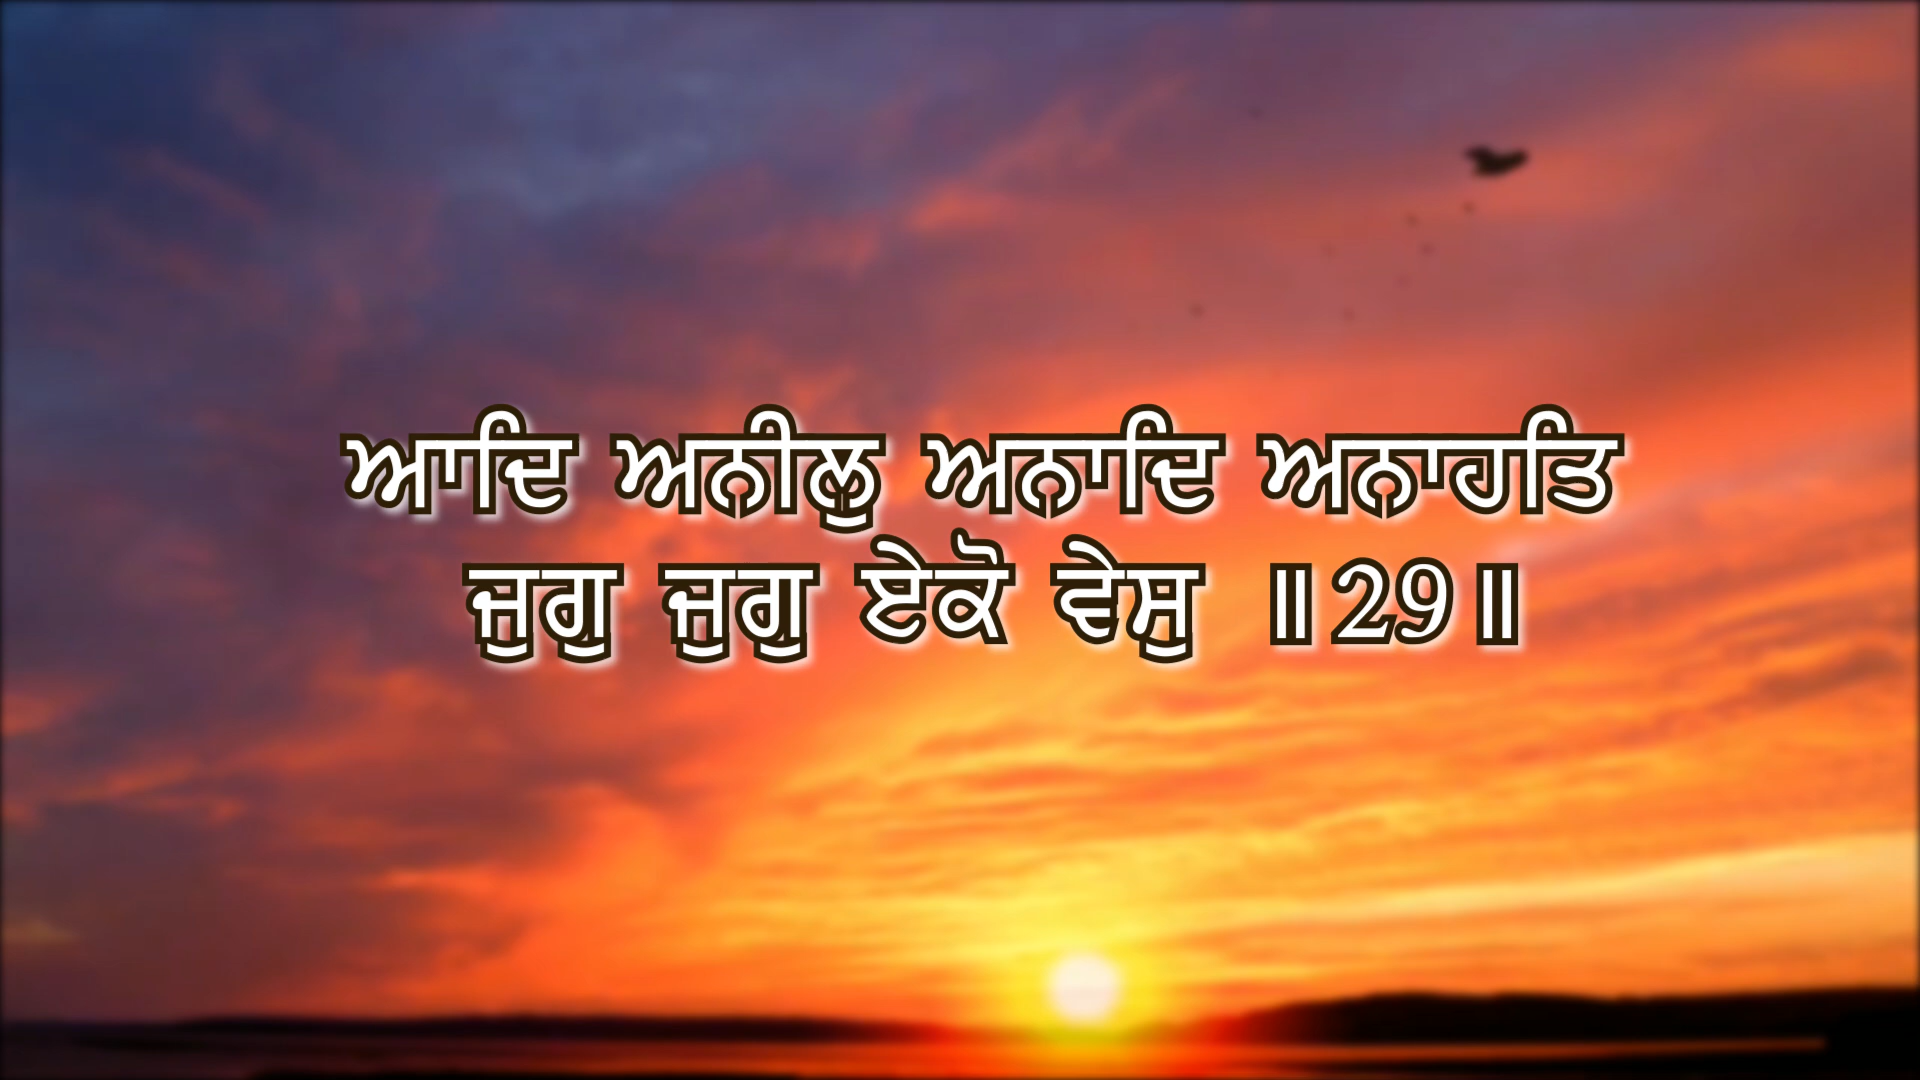 ਆਦਿ ਅਨੀਲੁ ਅਨਾਦਿ ਅਨਾਹਤਿ
ਜੁਗੁ ਜੁਗੁ ਏਕੋ ਵੇਸੁ ॥29॥